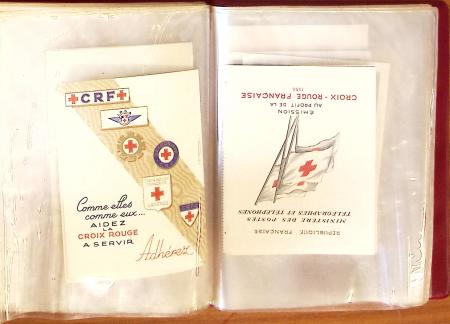 CRF
Comme elles
comme eux...
AIDEZ
LA
CROIX ROUGE
A SERVIR
Adhérez
RÉPUBLIQUE FRANÇAISE
MINISTÈRE DES POSTES
TÉLÉGRAPHES ET TÉLÉPHONES
ÉMISSION
AU PROFIT DE LA
CROIX-ROUGE FRANÇAISE